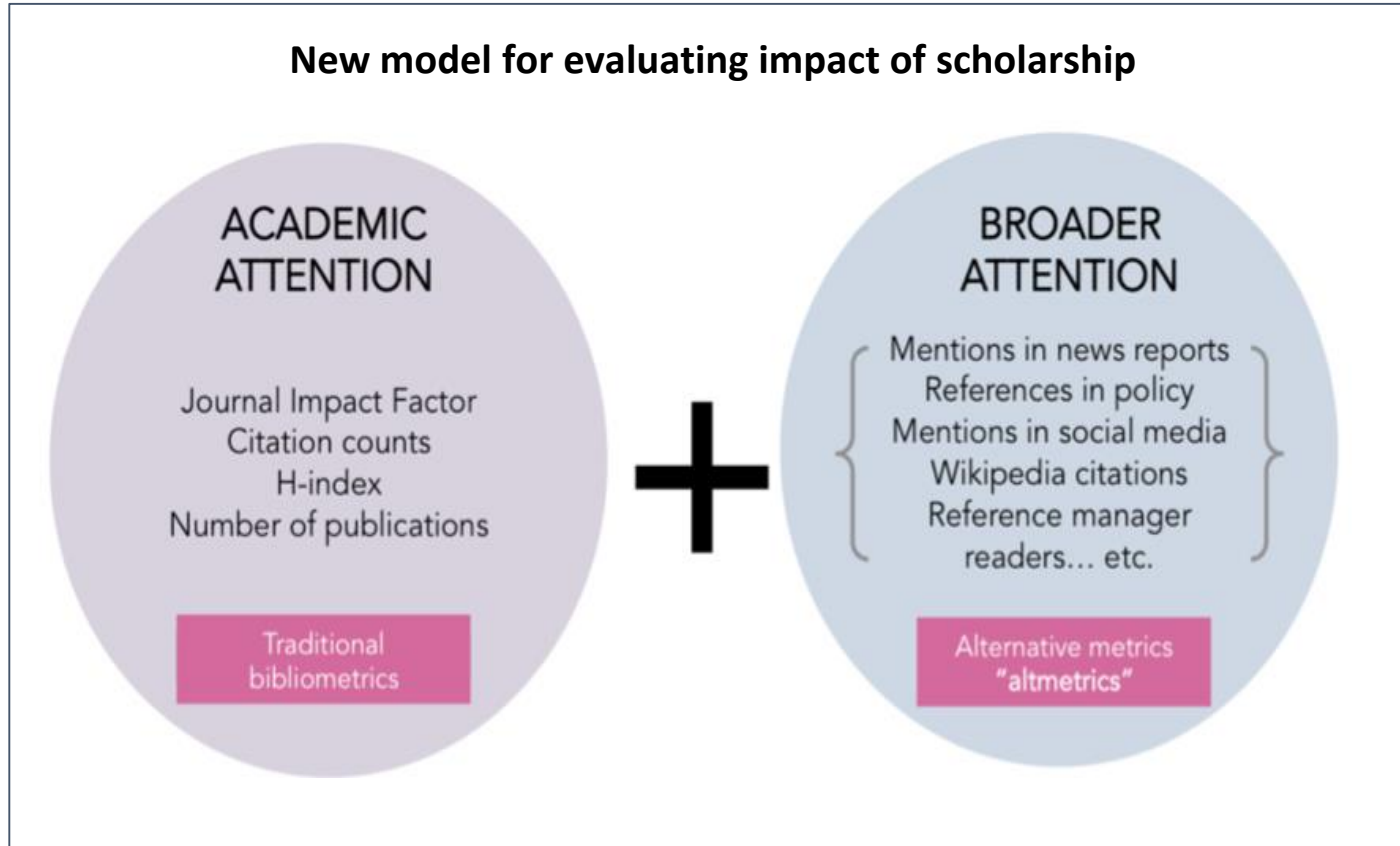 New model for evaluating impact of scholarship
ACADEMIC
ATTENTION
Journal Impact Factor
Citation counts
H-index
Number of publications
Traditional
bibliometrics
BROADER
ATTENTION
Mentions in news reports
References in policy
Mentions in social media
Wikipedia citations
Reference manager
readers... etc.
Alternative metrics
"altmetrics"